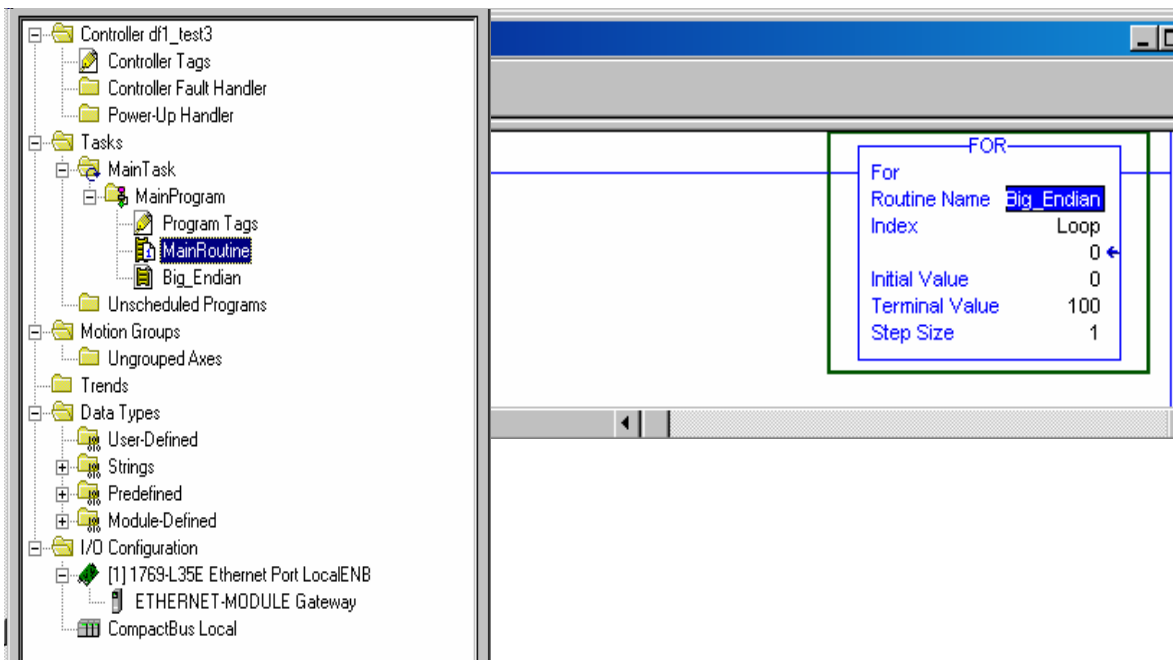 Controller df1_test3
Controller Tags
Controller Fault Handler
Power-Up Handler
Tasks
MainTask
MainProgram
Program Tags
MainRoutine
Big_Endian
Unscheduled Programs
Motion Groups
Ungrouped Axes
Trends
Data Types
User-Defined
Strings
Predefined
Module-Defined
I/O Configuration
[1] 1769-L35E Ethernet Port LocalENB
ETHERNET-MODULE Gateway
CompactBus Local
FOR
For
Routine Name Big_Endian
Index Loop
0
Initial Value 0
Terminal Value 100
Step Size 1